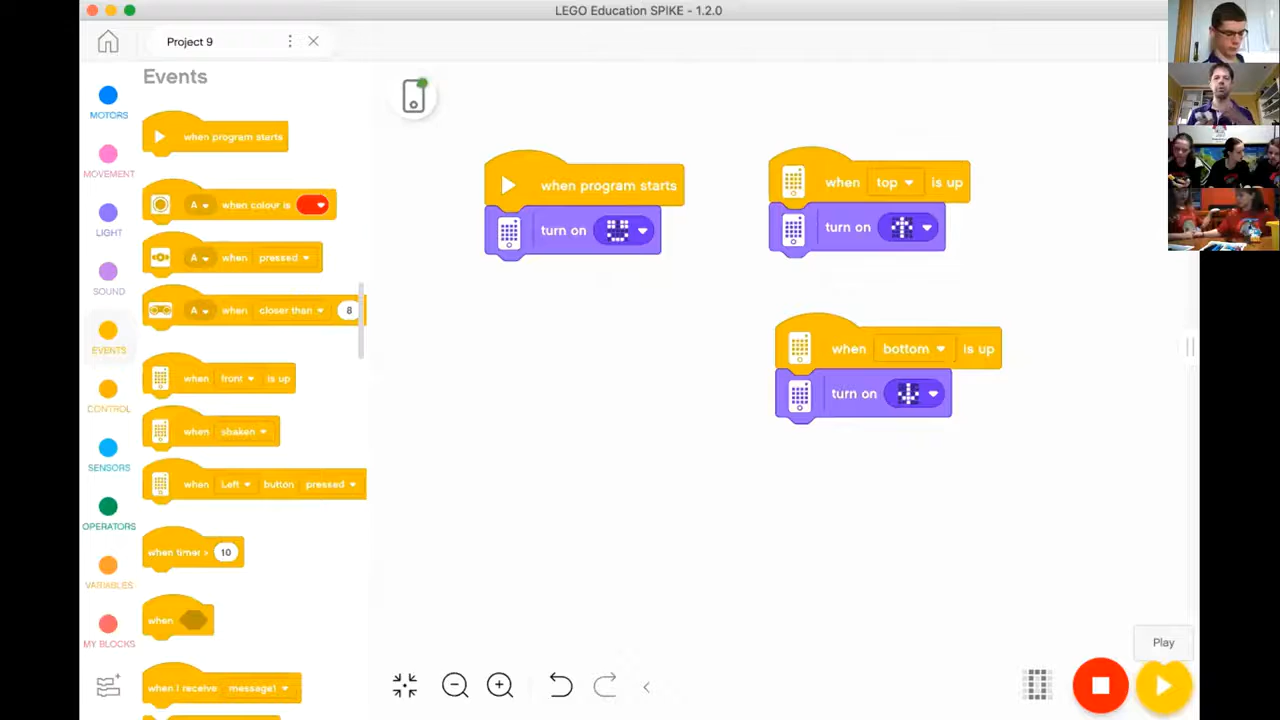 LEGO Education SPIKE - 1.2.0
Project 9
Events
MOTORS
MOVEMENT
LIGHT
SOUND
EVENTS
CONTROL
SENSORS
OPERATORS
VARIABLES
MY BLOCKS
when program starts
A when colour is
A when pressed
A when closer than 8
when front is up
when shaken
when Left button pressed
when timer > 10
when
when I receive message1
when program starts
turn on
when top is up
turn on
when bottom is up
turn on
Play